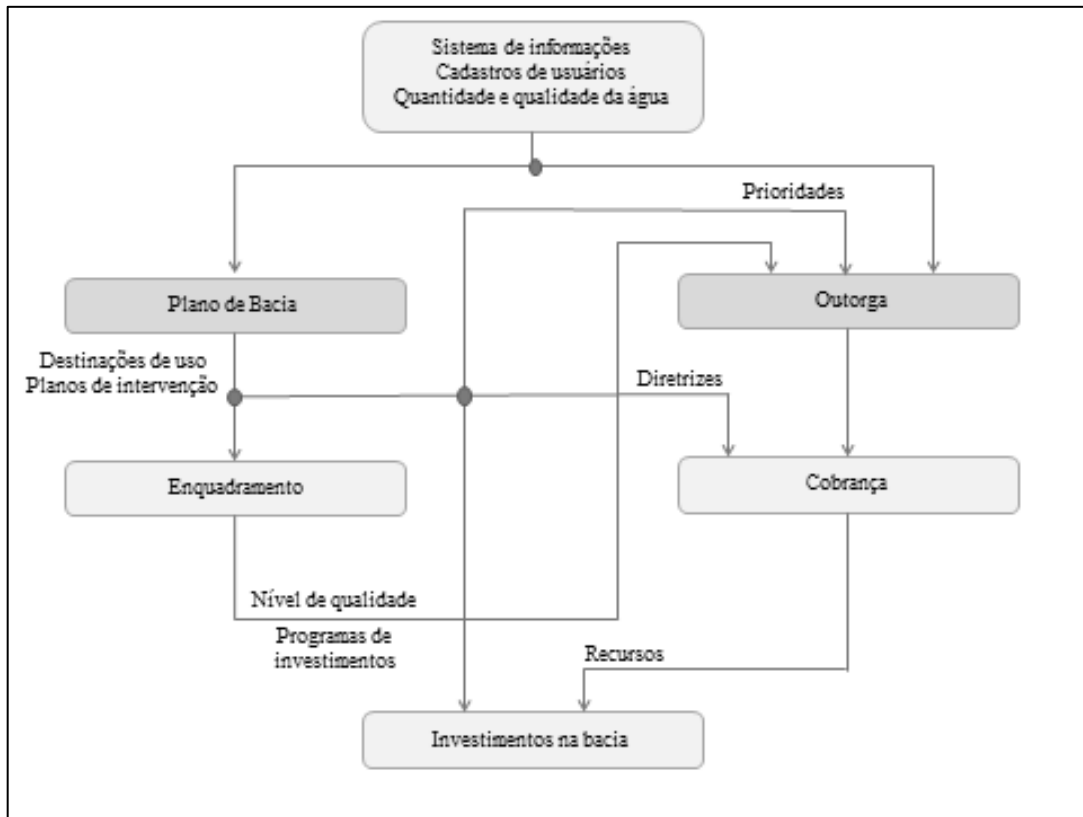 Sistema de informações
Cadastros de usuários
Quantidade e qualidade da água
Prioridades
Plano de Bacia
Outorga
Destinações de uso
Planos de intervenção
Diretrizes
Enquadramento
Cobrança
Nível de qualidade
Programas de
investimentos
Recursos
Investimentos na bacia